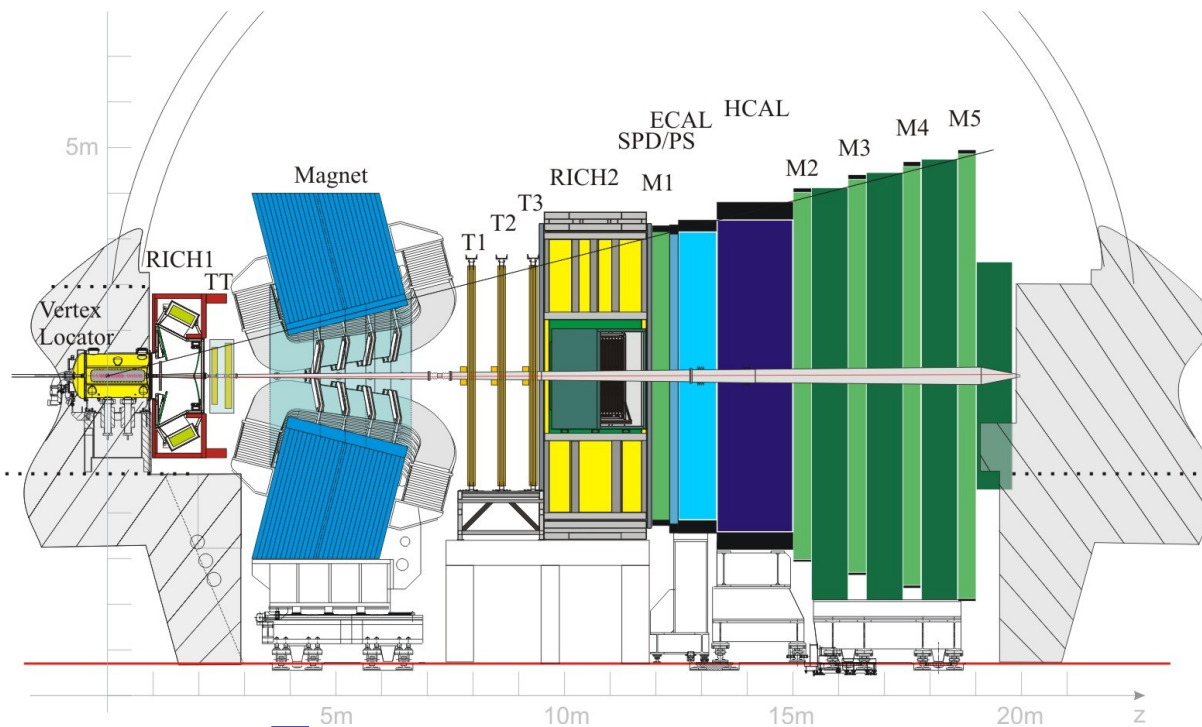 5m
Magnet
RICH1
TT
Vertex
Locator
T1
T2
T3
RICH2
M1
SPD/PS
ECAL
HCAL
M2
M3
M4
M5
5m
10m
15m
20m
z